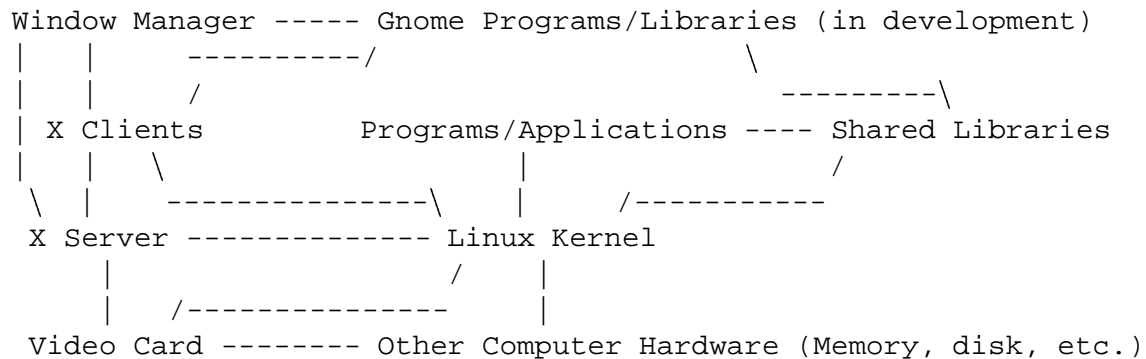 Window Manager ----- Gnome Programs/Libraries (in development)
|   |      ----------/                        \
|   |     /                                     ---------\
| X Clients        Programs/Applications ---- Shared Libraries
|   |   \                      |                   /
 \  |    ---------------\     |      /-----------
 X Server -------------- Linux Kernel
      |                     /    |
      |   /---------------      |
 Video Card -------- Other Computer Hardware (Memory, disk, etc.)